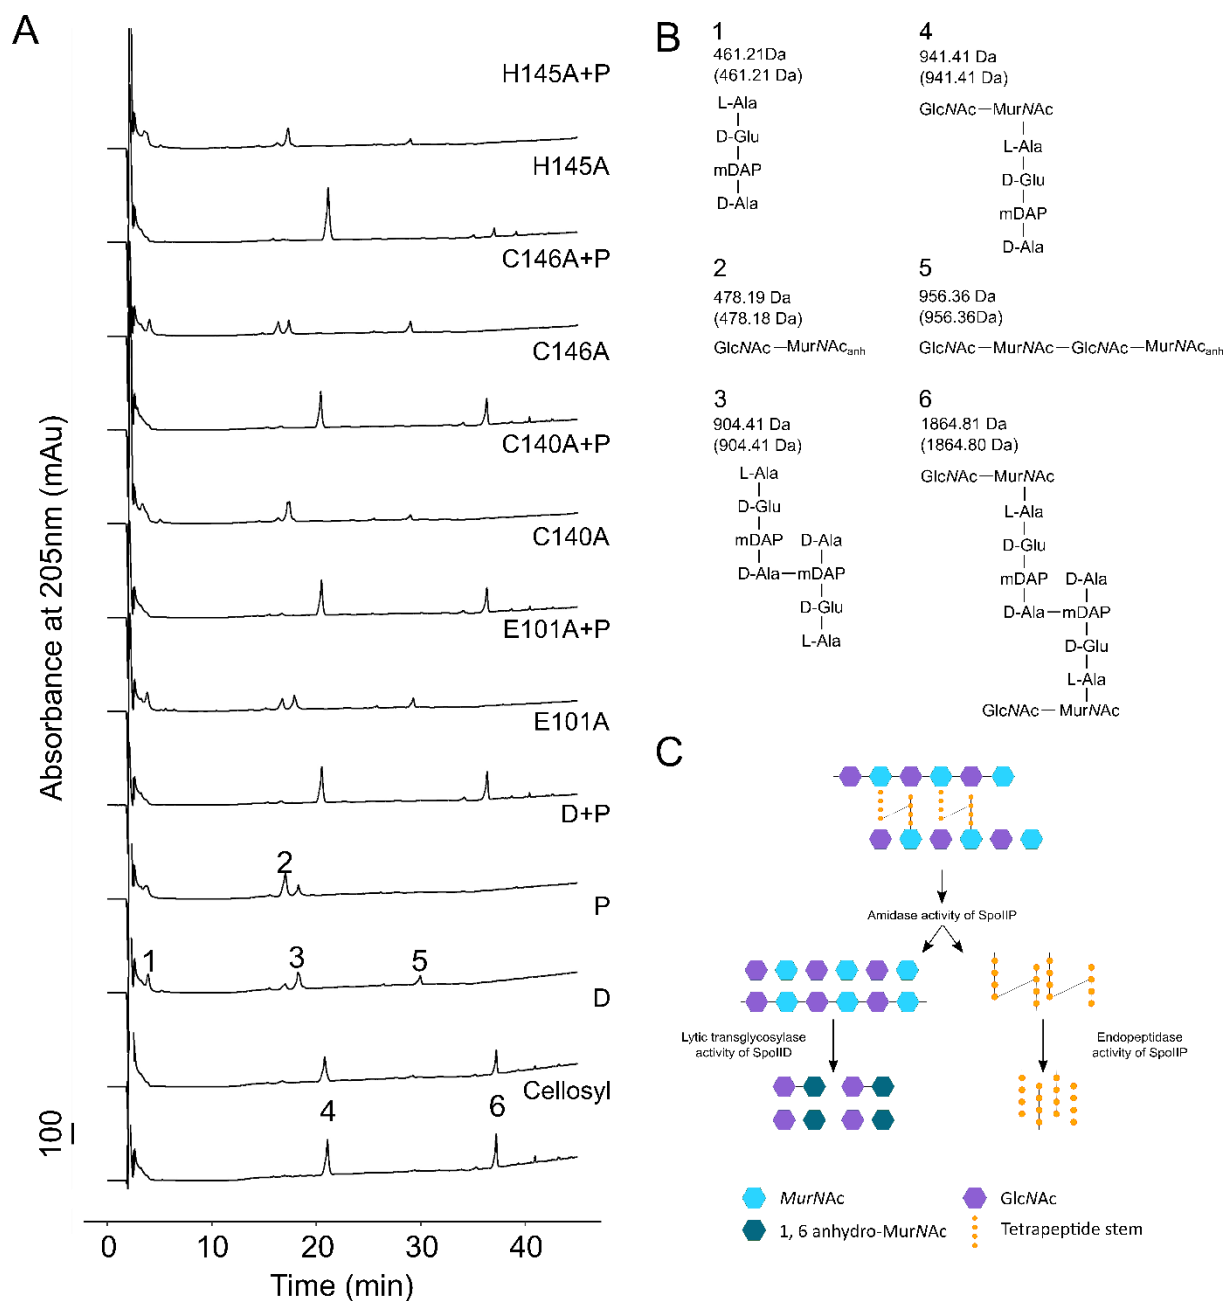 A
H145A+P
H145A
C146A+P
C146A
C140A+P
C140A
E101A+P
E101A
D+P
2
P
1
3
5
D
Cellosyl
4
6
Absorbance at 205nm (mAu)
100
0 10 20 30 40
Time (min)
B
1
461.21Da
(461.21 Da)
L-Ala
D-Glu
mDAP
D-Ala
4
941.41 Da
(941.41 Da)
GlcNAc MurNAc
L-Ala
D-Glu
mDAP
D-Ala
2
478.19 Da
(478.18 Da)
GlcNAc MurNAcanh
5
956.36 Da
(956.36Da)
GlcNAc MurNAc GlcNAc MurNAcanh
3
904.41 Da
(904.41 Da)
L-Ala
D-Glu
mDAP D-Ala
D-Ala mDAP
D-Glu
L-Ala
6
1864.81 Da
(1864.80 Da)
GlcNAc MurNAc
L-Ala
D-Glu
mDAP D-Ala
D-Ala mDAP
D-Glu
L-Ala
GlcNAc MurNAc
C
Amidase activity of SpoIIP
Lytic transglycosylase
activity of SpoIID
Endopeptidase
activity of SpoIIP
MurNAc
GlcNAc
1, 6 anhydro-MurNAc
Tetrapeptide stem